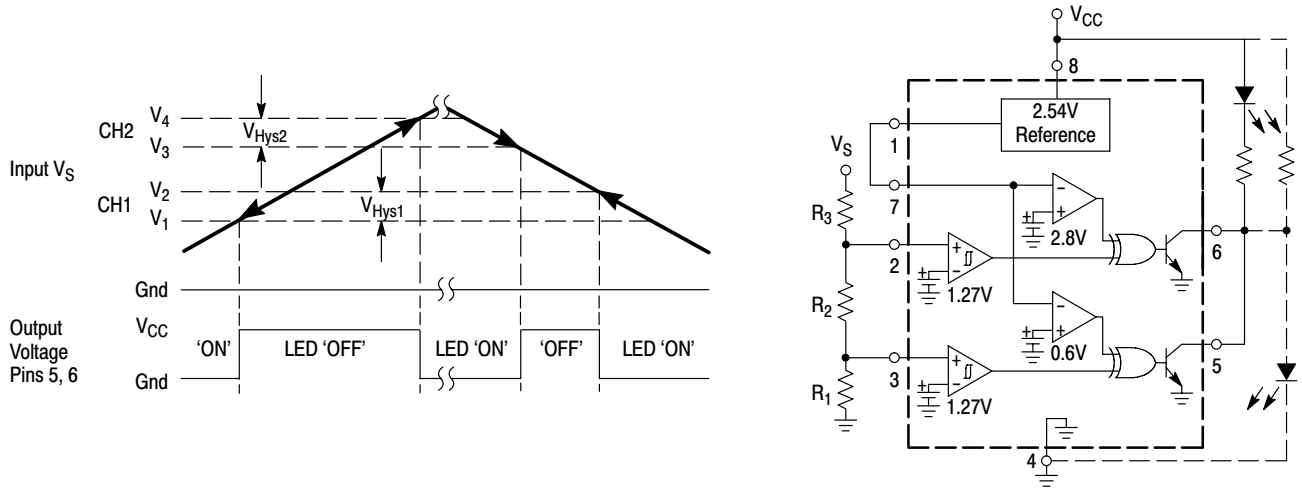 CH2
V4
V3
VHys2
Input VS
CH1
V2
V1
VHys1
Gnd
Output
Voltage
Pins 5, 6
VCC
Gnd
'ON'
LED 'OFF'
LED 'ON'
'OFF'
LED 'ON'
VCC
8
2.54V
Reference
1
VS
7
R3
+
-
+
2.8V
6
2
+
-
+
1.27V
R2
-
+
+
0.6V
5
3
+
-
+
1.27V
R1
4